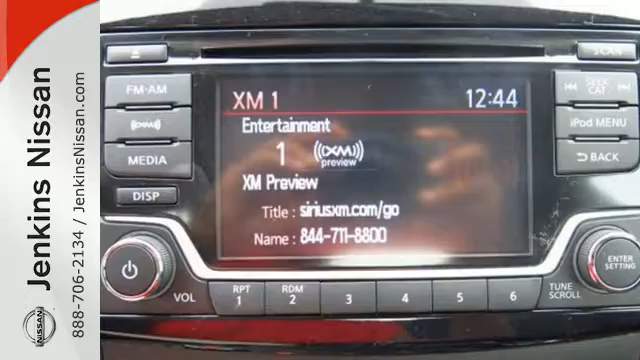 Jenkins Nissan
888-706-2134 / JenkinsNissan.com
NISSAN
SCAN
FM·AM
((XM))
MEDIA
DISP
XM 1 12:44
Entertainment
1 ((XM)) preview
XM Preview
Title : siriusxm.com/go
Name : 844-711-8800
SEEK
CAT
iPod MENU
BACK
ENTER
SETTING
VOL
RPT
1
RDM
2
3
4
5
6
TUNE
SCROLL